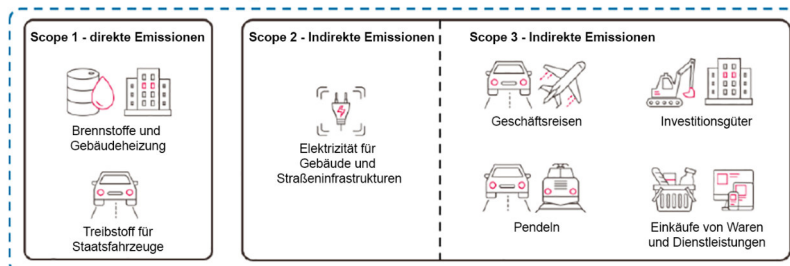 Scope 1 - direkte Emissionen
Brennstoffe und
Gebäudeheizung
Treibstoff für
Staatsfahrzeuge
Scope 2 - Indirekte Emissionen
Elektrizität für
Gebäude und
Straßeninfrastrukturen
Scope 3 - Indirekte Emissionen
Geschäftsreisen
Investitionsgüter
Pendeln
Einkäufe von Waren
und Dienstleistungen